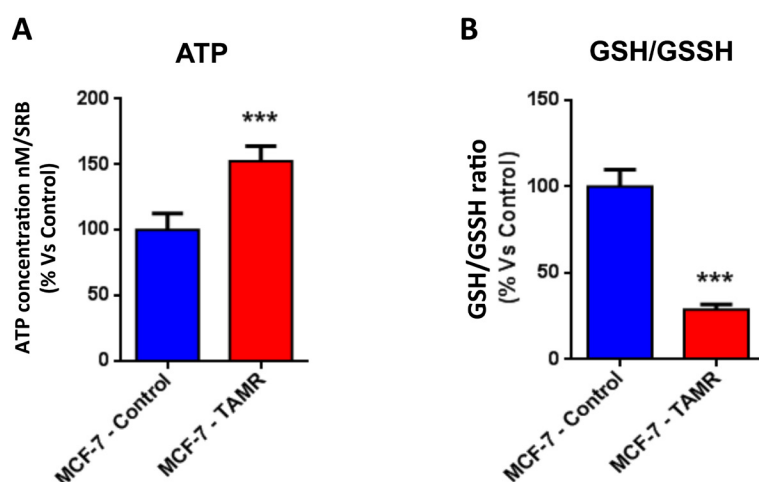 A
ATP
ATP concentration nM/SRB
(% Vs Control)
200
150
100
50
0
***
MCF-7 - Control
MCF-7 - TAMR
B
GSH/GSSH
GSH/GSSH ratio
(% Vs Control)
150
100
50
0
***
MCF-7 - Control
MCF-7 - TAMR